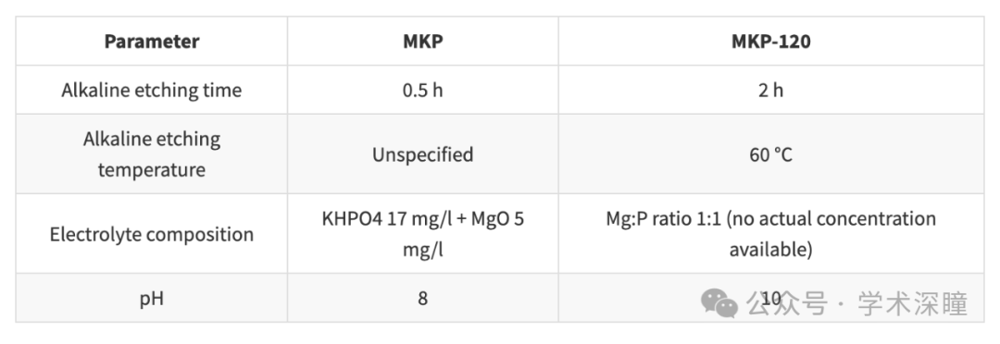 Parameter MKP MKP-120
Alkaline etching time 0.5 h 2 h
Alkaline etching
temperature
Unspecified 60 °C
Electrolyte composition
KHPO4 17 mg/l + MgO 5
mg/l
Mg:P ratio 1:1 (no actual concentration
available)
pH 8 10
公众号 · 学术深瞳